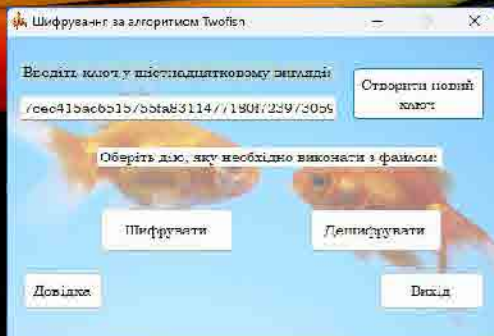 Шифрування за алгоритмом Twofish
Введіть ключ у шістнадцятковому вигляді:
Створити новий
ключ
Оберіть дію, яку необхідно виконати з файлом:
Шифрувати
Дешифрувати
Довідка
Вихід